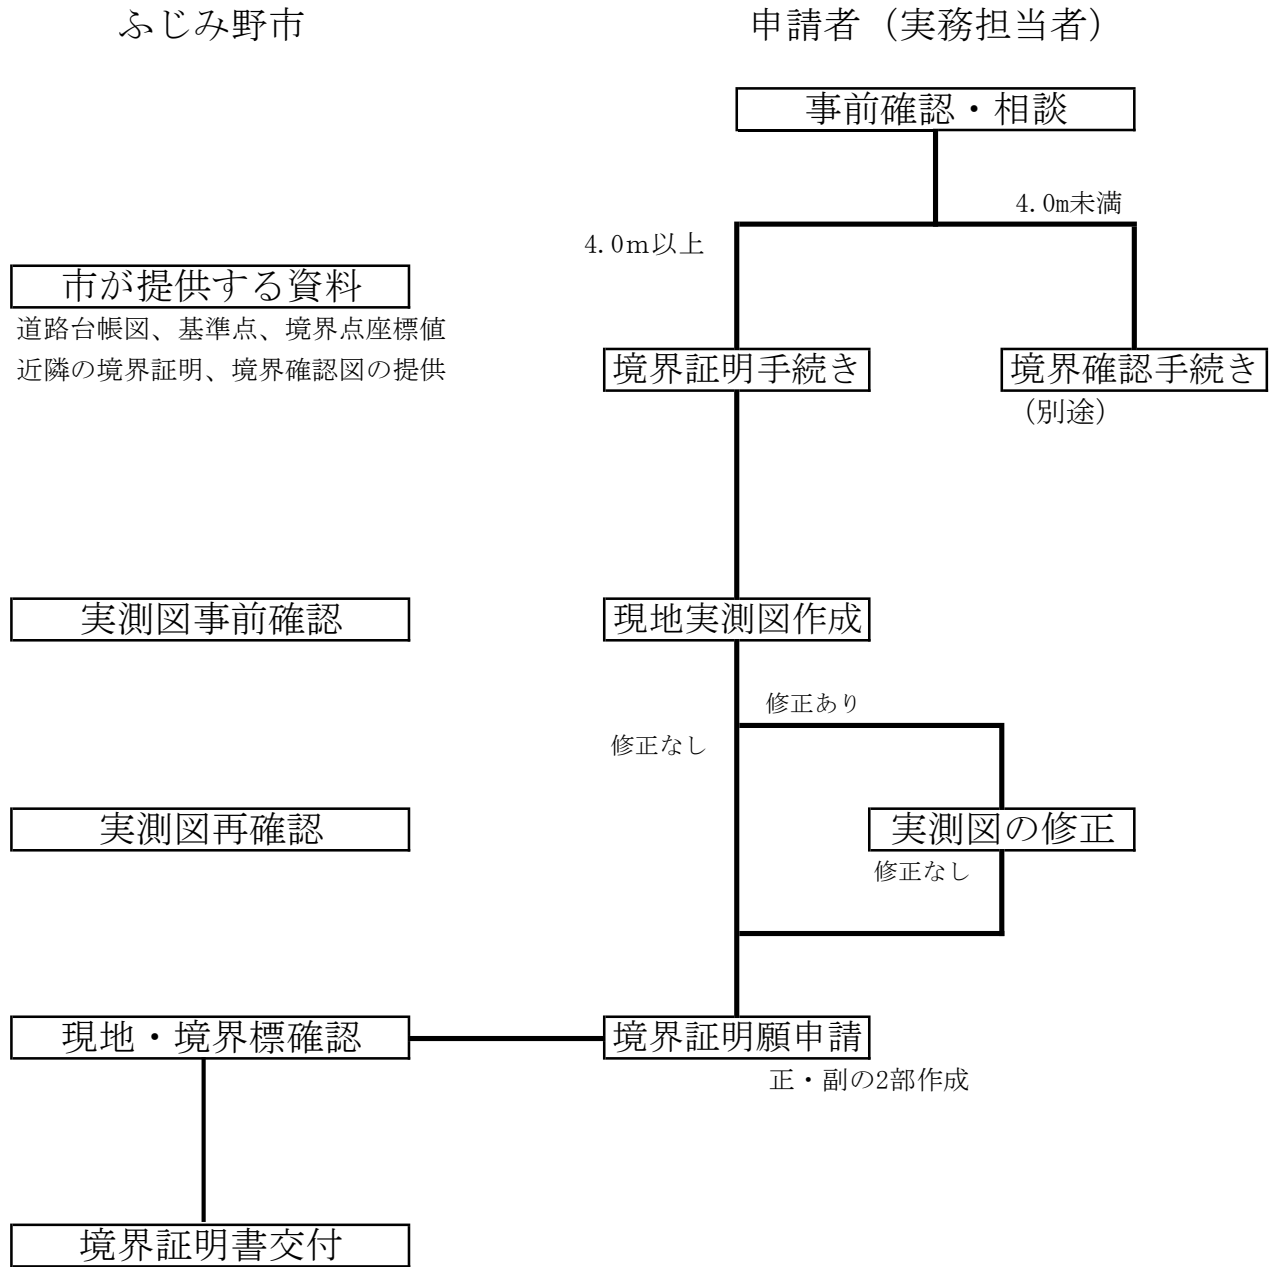 ふじみ野市
申請者（実務担当者）
事前確認・相談
4.0m未満
4.0ｍ以上
市が提供する資料
道路台帳図、基準点、境界点座標値
近隣の境界証明、境界確認図の提供
境界証明手続き
境界確認手続き
（別途）
実測図事前確認
現地実測図作成
修正あり
修正なし
実測図再確認
実測図の修正
修正なし
現地・境界標確認
境界証明願申請
正・副の2部作成
境界証明書交付